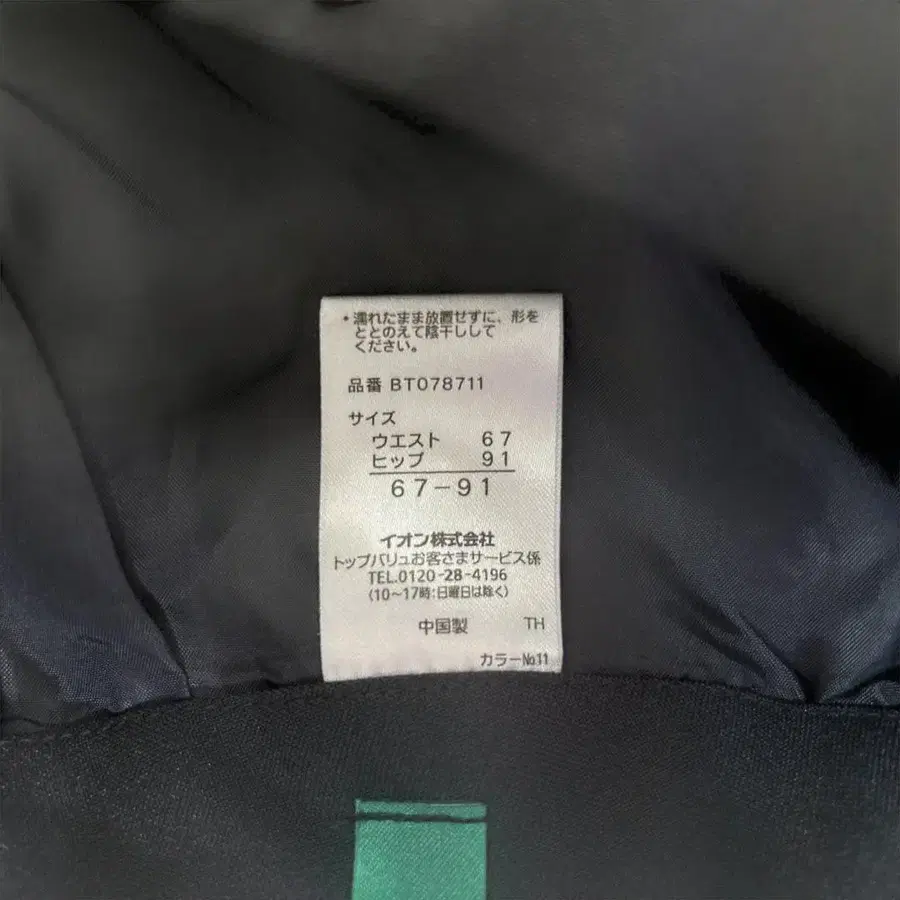 ・濡れたまま放置せずに、形を
ととのえて陰干しして
ください。
品番 BT078711
サイズ
ウエスト 67
ヒップ 91
67-91
イオン株式会社
トップバリュお客さまサービス係
TEL.0120-28-4196
(10～17時:日曜日は除く)
中国製 TH
カラーNo.11